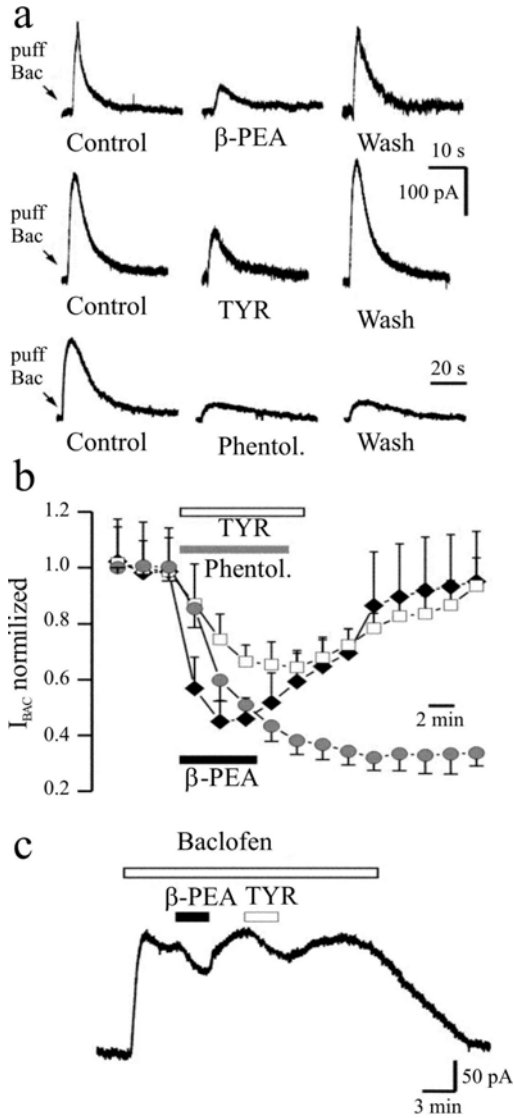 a
puff
Bac
Control
β-PEA
Wash
10 s
100 pA
puff
Bac
Control
TYR
Wash
puff
Bac
20 s
Control
Phentol.
Wash
b
1.2
1.0
0.8
0.6
0.4
0.2
I_BAC normilized
TYR
Phentol.
2 min
β-PEA
c
Baclofen
β-PEA TYR
50 pA
3 min